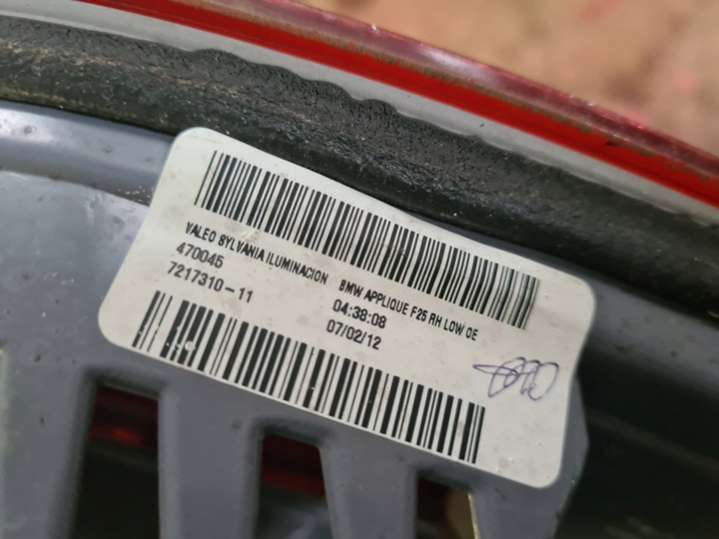 VALEO SYLVANIA ILUMINACION BMW APPLIQUE F25 RH LOW OE
470045 04:38:08
7217310-11 07/02/12